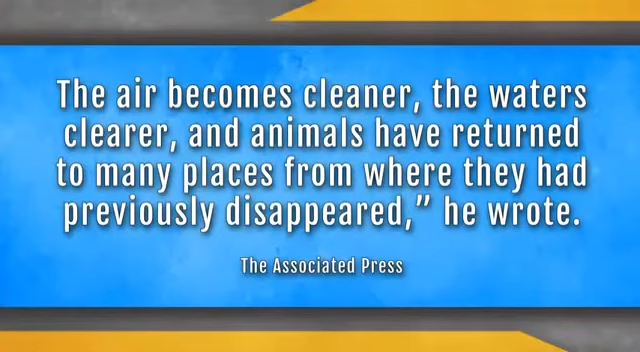 The air becomes cleaner, the waters
clearer, and animals have returned
to many places from where they had
previously disappeared,” he wrote.
The Associated Press